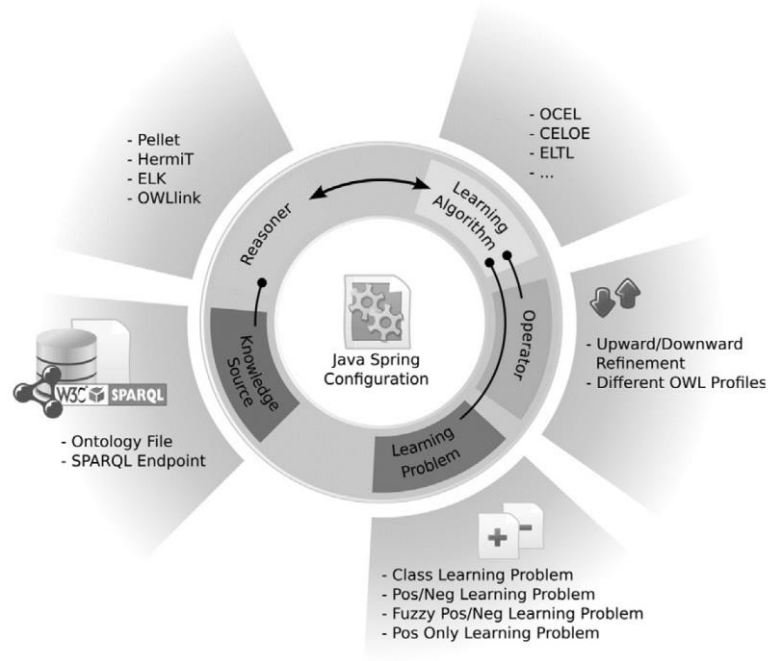 - Pellet
- HermiT
- ELK
- OWLlink
- OCEL
- CELOE
- ELTL
- ...
Reasoner
Learning
Algorithm
Operator
Learning
Problem
Knowledge
Source
Java Spring
Configuration
- Upward/Downward
Refinement
- Different OWL Profiles
W3C SPARQL
- Ontology File
- SPARQL Endpoint
+ -
- Class Learning Problem
- Pos/Neg Learning Problem
- Fuzzy Pos/Neg Learning Problem
- Pos Only Learning Problem